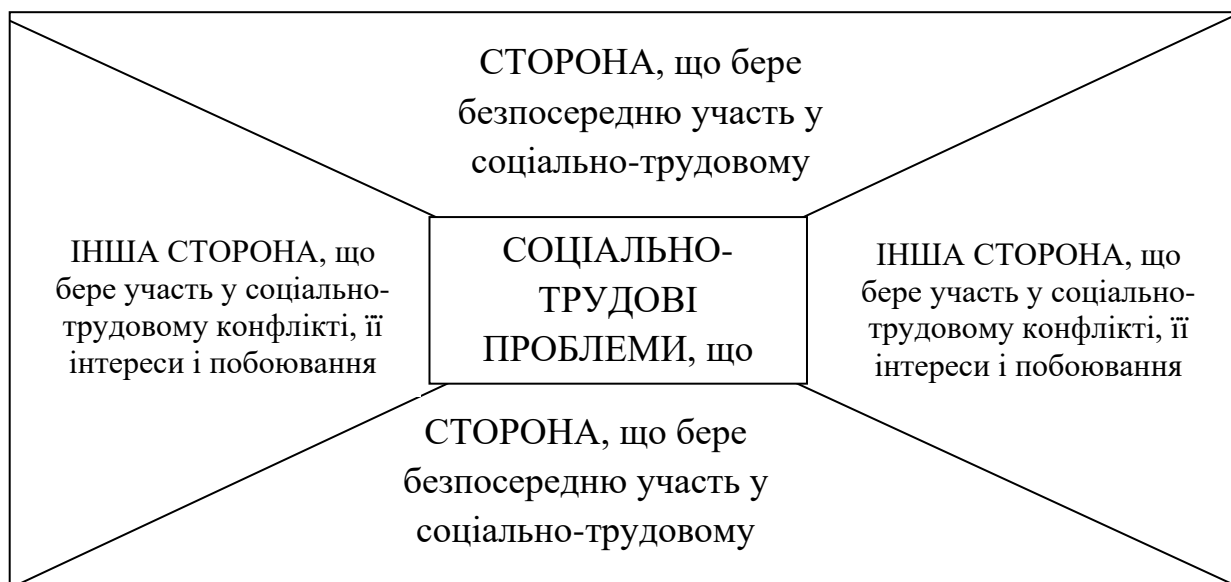 СТОРОНА, що бере
безпосередню участь у
соціально-трудовому
ІНША СТОРОНА, що
бере участь у соціально-
трудовому конфлікті, її
інтереси і побоювання
СОЦІАЛЬНО-
ТРУДОВІ
ПРОБЛЕМИ, що
ІНША СТОРОНА, що
бере участь у соціально-
трудовому конфлікті, її
інтереси і побоювання
СТОРОНА, що бере
безпосередню участь у
соціально-трудовому